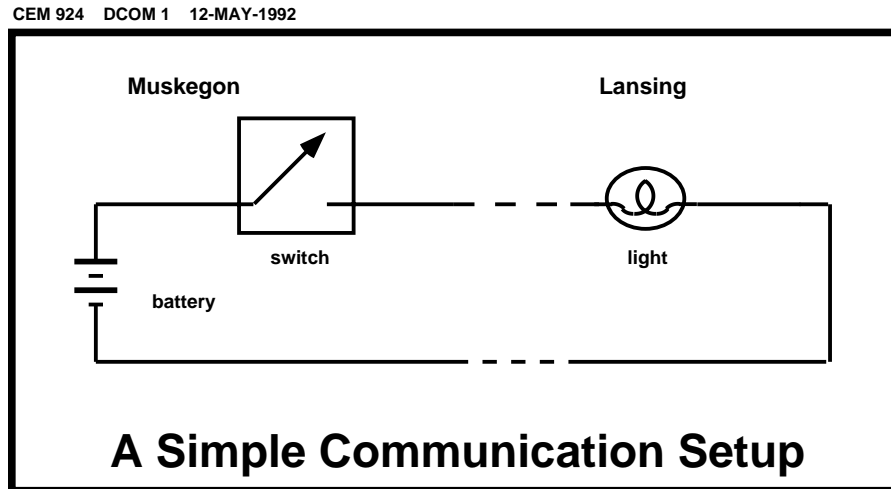 CEM 924 DCOM 1 12-MAY-1992
Muskegon Lansing
switch light
battery
A Simple Communication Setup